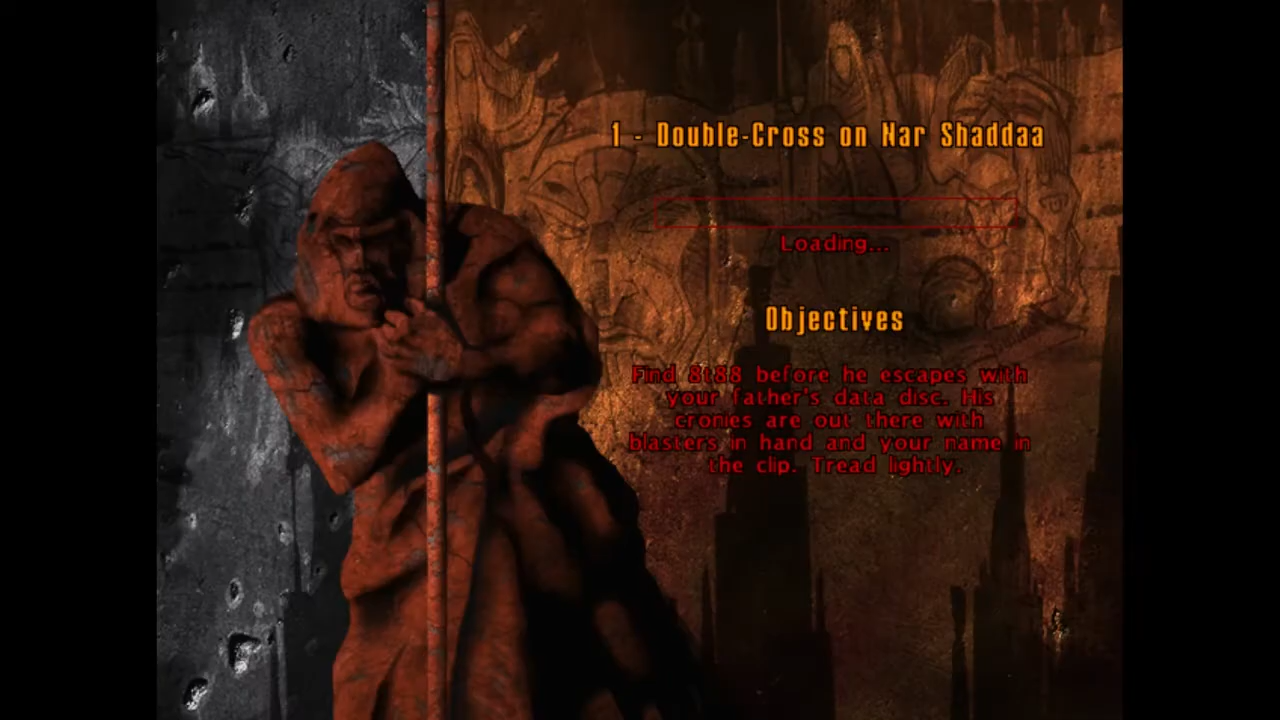 1 - Double-Cross on Nar Shaddaa
Loading...
Objectives
Find 8t88 before he escapes with
your father's data disc. His
cronies are out there with
blasters in hand and your name in
the clip. Tread lightly.